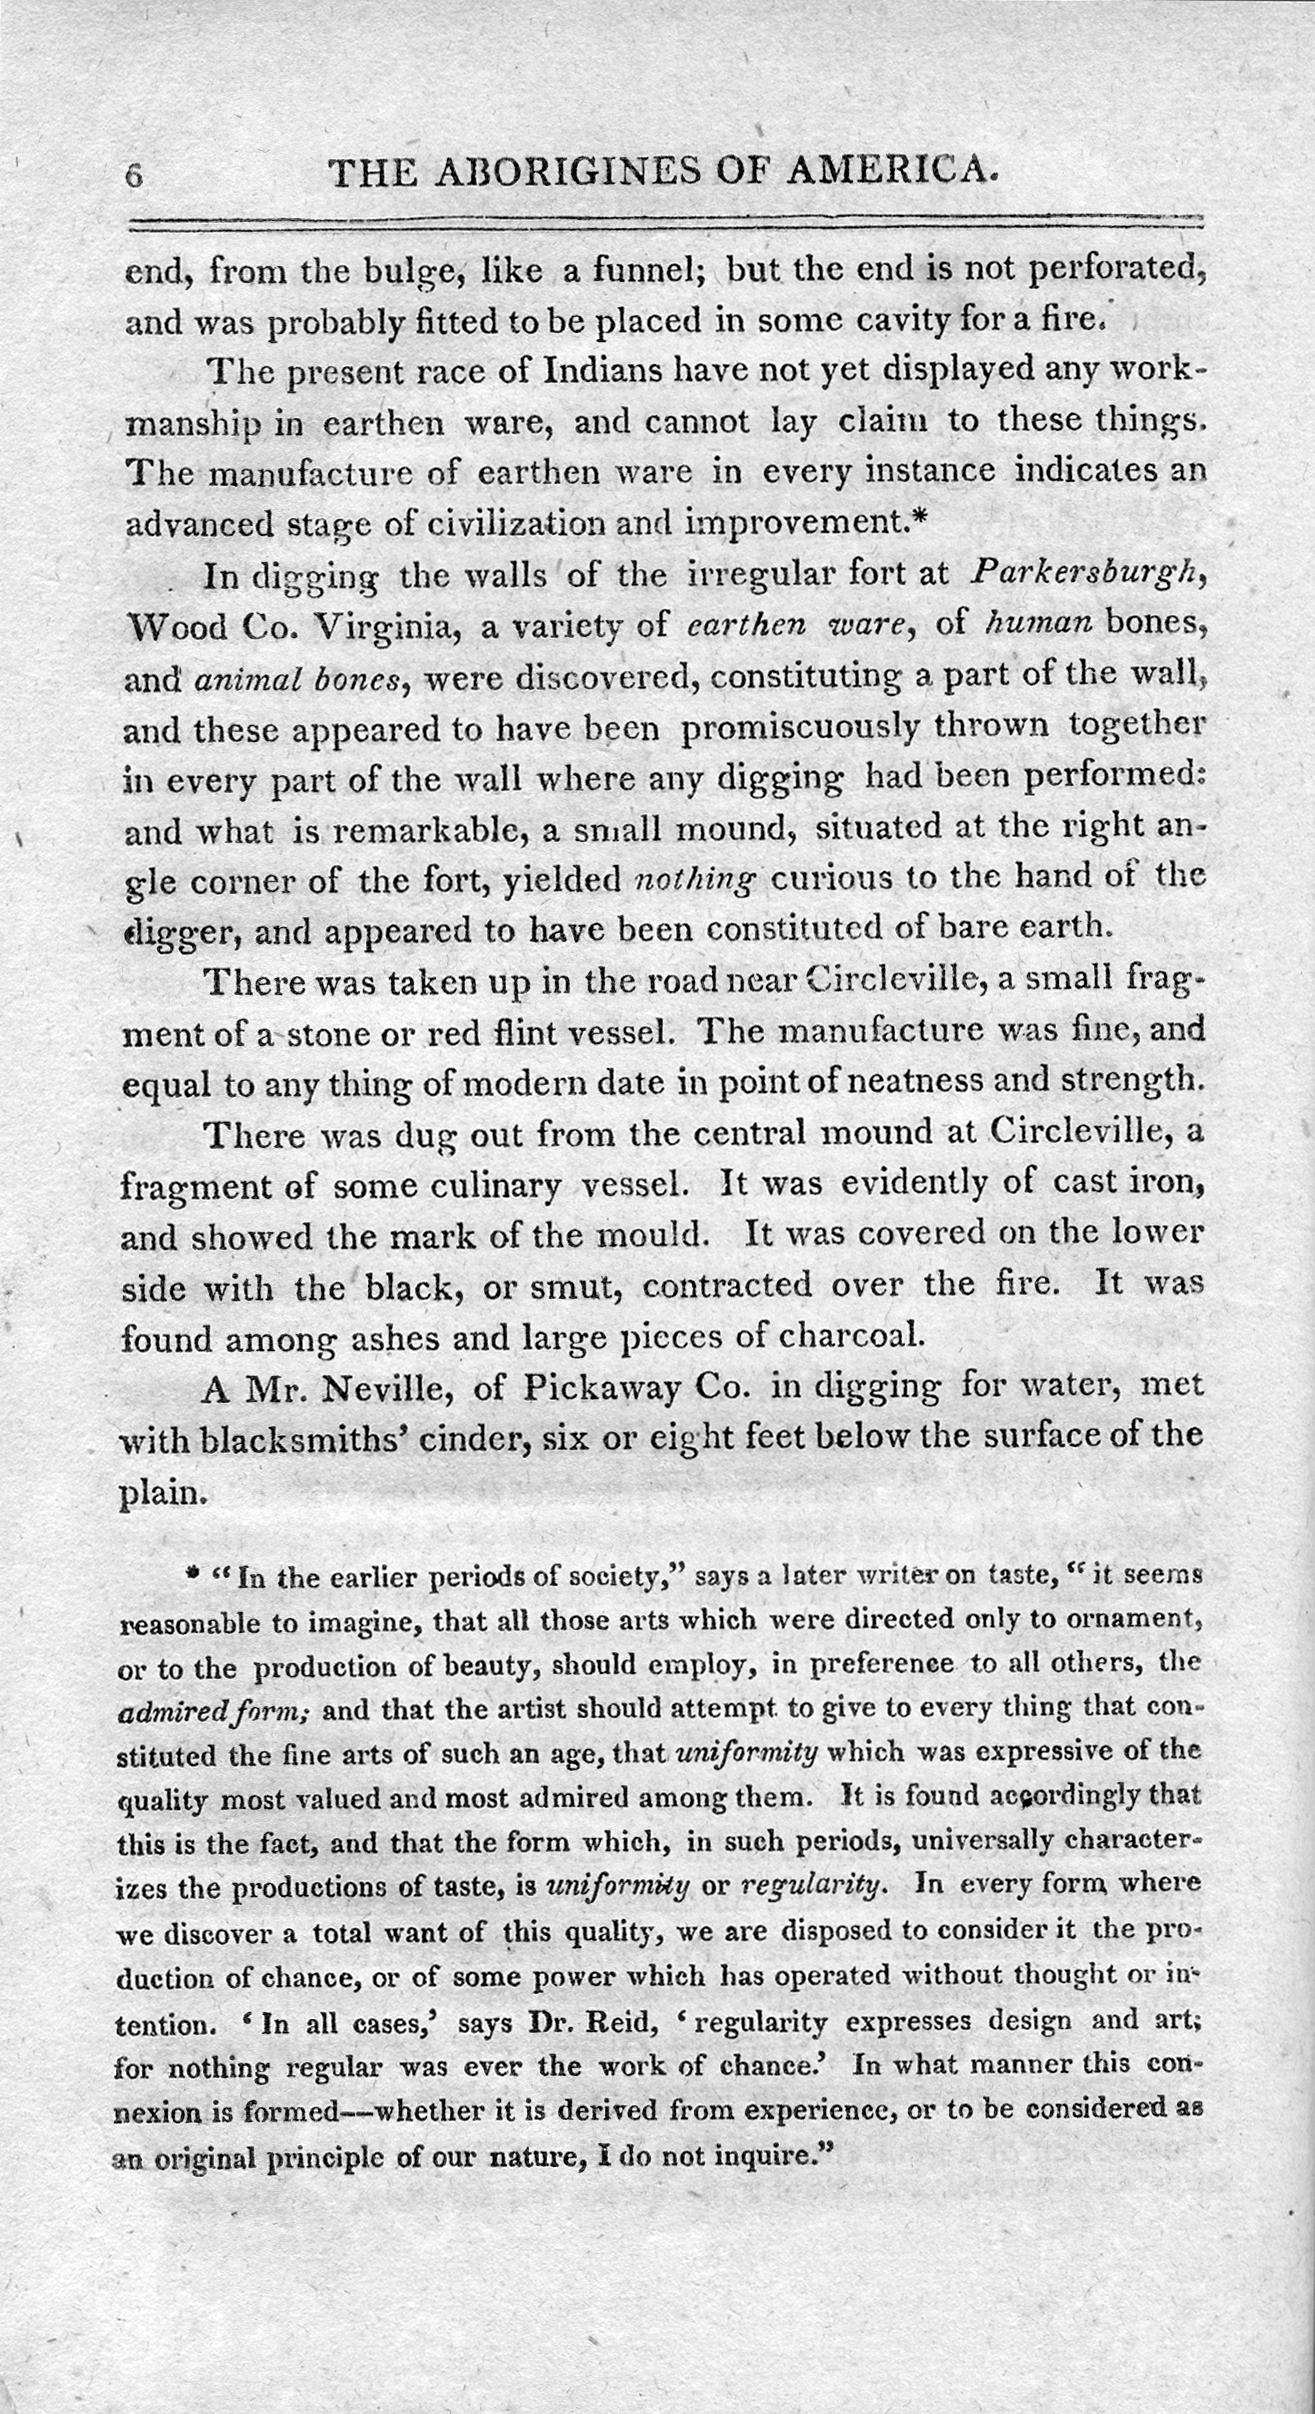 6 THE ABORIGINES OF AMERICA.
end, from the bulge, like a funnel; but the end is not perforated,
and was probably fitted to be placed in some cavity for a fire.
The present race of Indians have not yet displayed any work-
manship in earthen ware, and cannot lay claim to these things.
The manufacture of earthen ware in every instance indicates an
advanced stage of civilization and improvement.*
In digging the walls of the irregular fort at Parkersburgh,
Wood Co. Virginia, a variety of earthen ware, of human bones,
and animal bones, were discovered, constituting a part of the wall,
and these appeared to have been promiscuously thrown together
in every part of the wall where any digging had been performed:
and what is remarkable, a small mound, situated at the right an-
gle corner of the fort, yielded nothing curious to the hand of the
digger, and appeared to have been constituted of bare earth.
There was taken up in the road near Circleville, a small frag-
ment of a stone or red flint vessel. The manufacture was fine, and
equal to any thing of modern date in point of neatness and strength.
There was dug out from the central mound at Circleville, a
fragment of some culinary vessel. It was evidently of cast iron,
and showed the mark of the mould. It was covered on the lower
side with the black, or smut, contracted over the fire. It was
found among ashes and large pieces of charcoal.
A Mr. Neville, of Pickaway Co. in digging for water, met
with blacksmiths' cinder, six or eight feet below the surface of the
plain.
* "In the earlier periods of society," says a later writer on taste, "it seems
reasonable to imagine, that all those arts which were directed only to ornament,
or to the production of beauty, should employ, in preference to all others, the
admired form; and that the artist should attempt to give to every thing that con-
stituted the fine arts of such an age, that uniformity which was expressive of the
quality most valued and most admired among them. It is found accordingly that
this is the fact, and that the form which, in such periods, universally character-
izes the productions of taste, is uniformity or regularity. In every form where
we discover a total want of this quality, we are disposed to consider it the pro-
duction of chance, or of some power which has operated without thought or in-
tention. 'In all cases,' says Dr. Reid, 'regularity expresses design and art;
for nothing regular was ever the work of chance.' In what manner this con-
nexion is formed—whether it is derived from experience, or to be considered as
an original principle of our nature, I do not inquire."